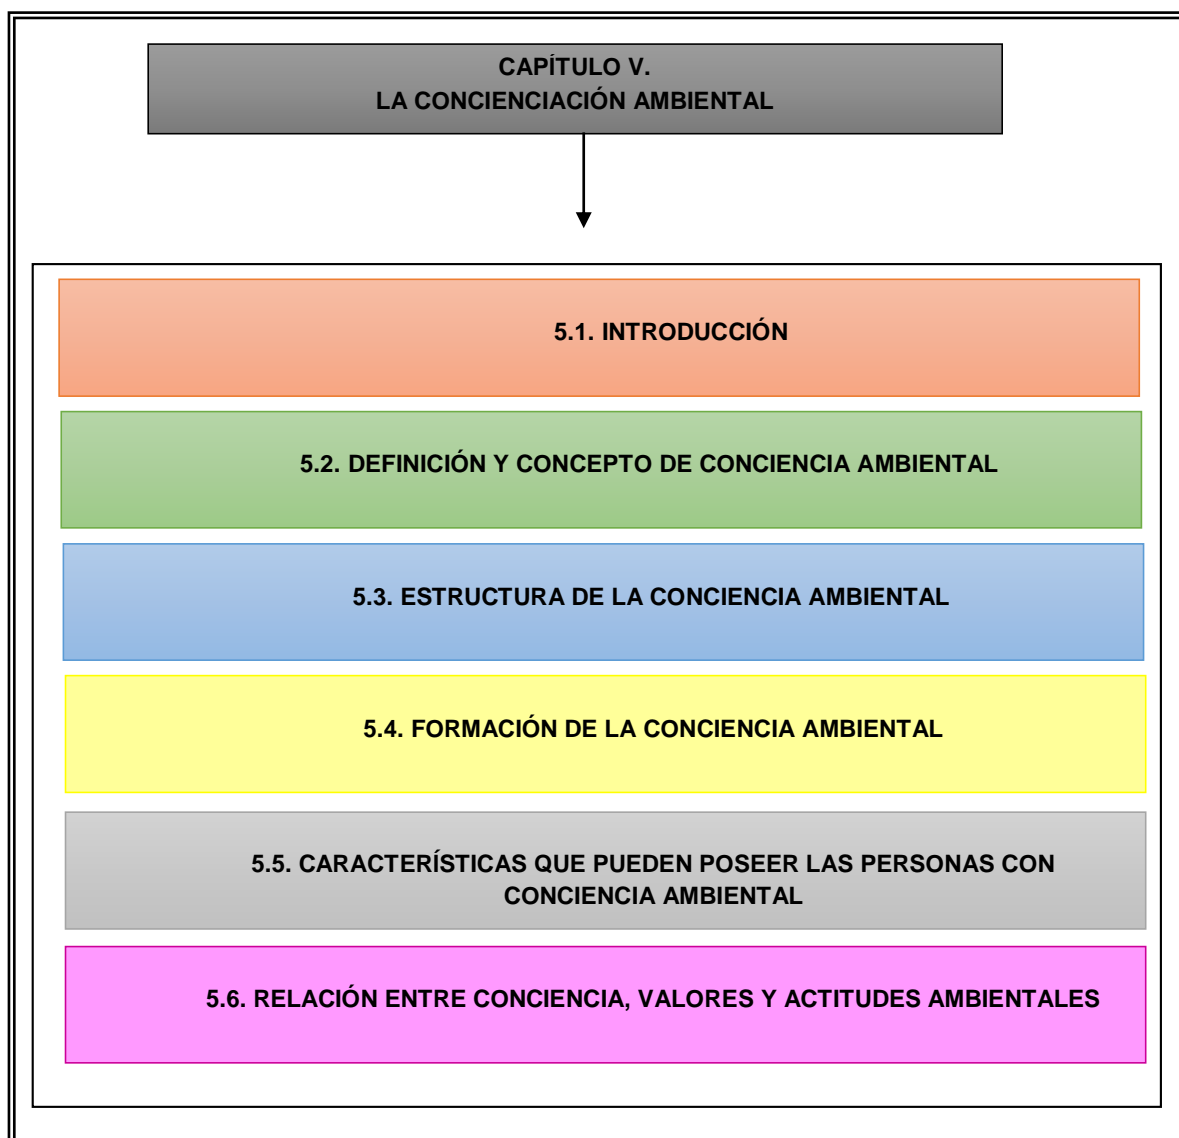 CAPÍTULO V.
LA CONCIENCIACIÓN AMBIENTAL
5.1. INTRODUCCIÓN
5.2. DEFINICIÓN Y CONCEPTO DE CONCIENCIA AMBIENTAL
5.3. ESTRUCTURA DE LA CONCIENCIA AMBIENTAL
5.4. FORMACIÓN DE LA CONCIENCIA AMBIENTAL
5.5. CARACTERÍSTICAS QUE PUEDEN POSEER LAS PERSONAS CON
CONCIENCIA AMBIENTAL
5.6. RELACIÓN ENTRE CONCIENCIA, VALORES Y ACTITUDES AMBIENTALES